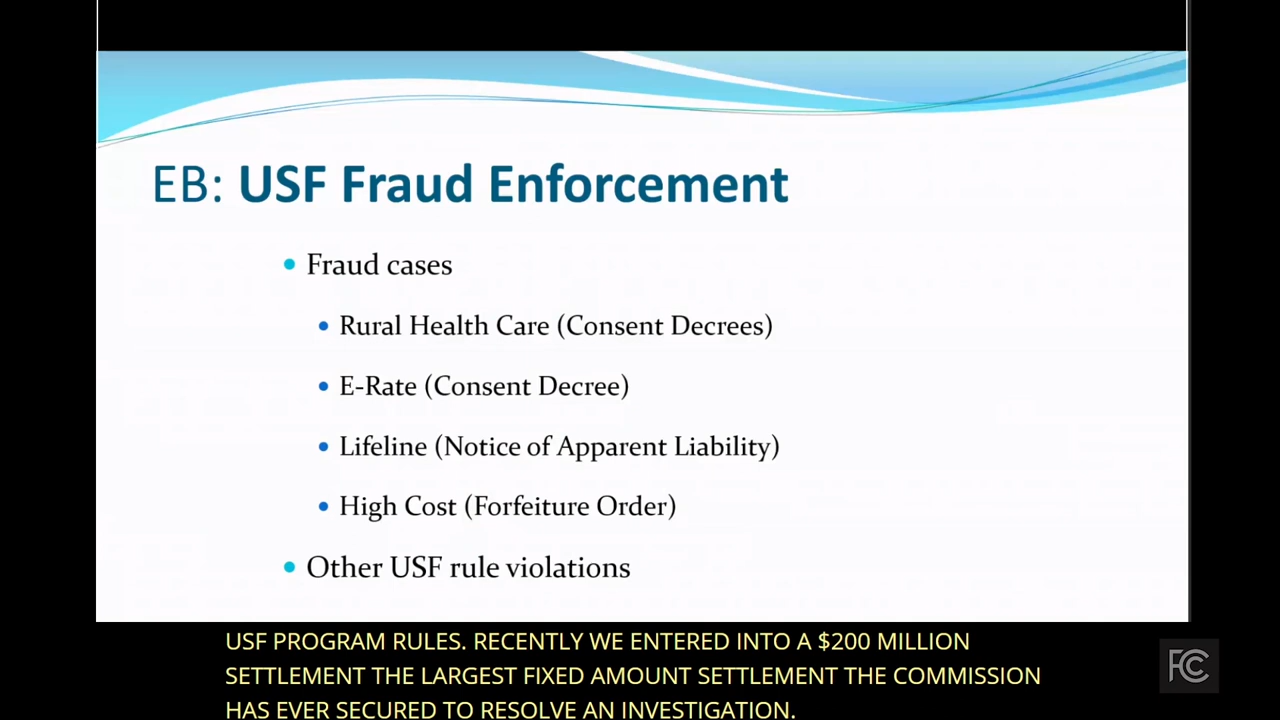 EB: USF Fraud Enforcement
• Fraud cases
• Rural Health Care (Consent Decrees)
• E-Rate (Consent Decree)
• Lifeline (Notice of Apparent Liability)
• High Cost (Forfeiture Order)
• Other USF rule violations
USF PROGRAM RULES. RECENTLY WE ENTERED INTO A $200 MILLION
SETTLEMENT THE LARGEST FIXED AMOUNT SETTLEMENT THE COMMISSION
HAS EVER SECURED TO RESOLVE AN INVESTIGATION.
FCC